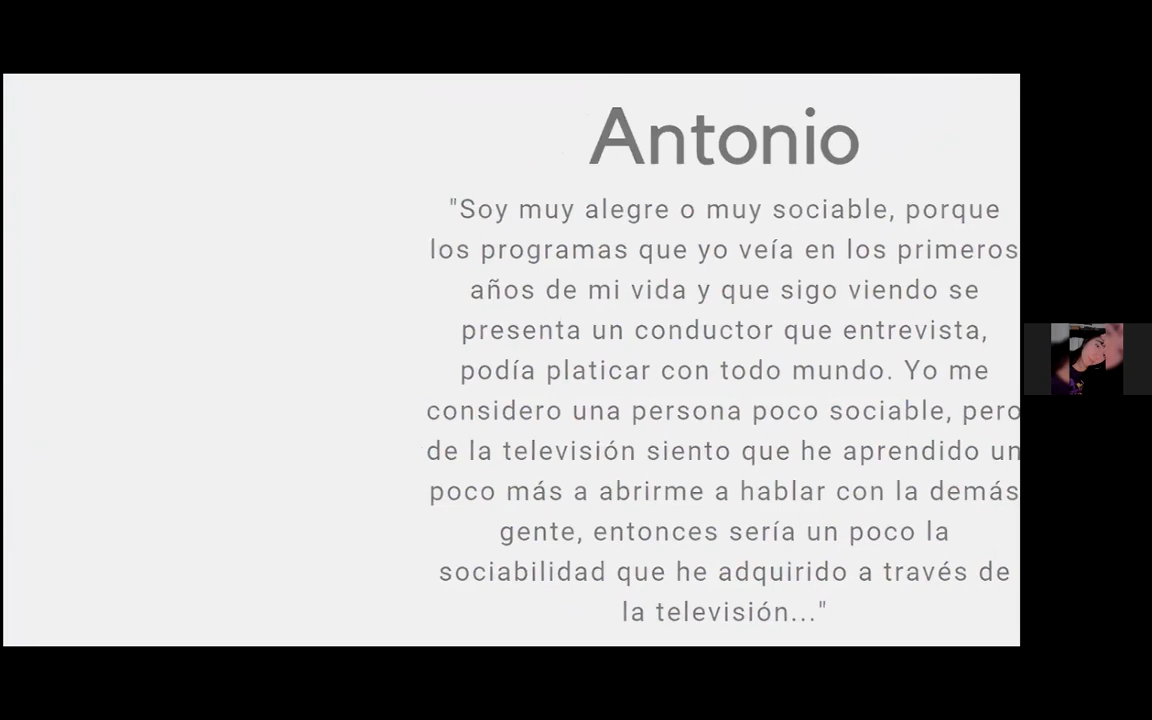 Antonio
"Soy muy alegre o muy sociable, porque
los programas que yo veía en los primeros
años de mi vida y que sigo viendo se
presenta un conductor que entrevista,
podía platicar con todo mundo. Yo me
considero una persona poco sociable, pero
de la televisión siento que he aprendido un
poco más a abrirme a hablar con la demás
gente, entonces sería un poco la
sociabilidad que he adquirido a través de
la televisión..."